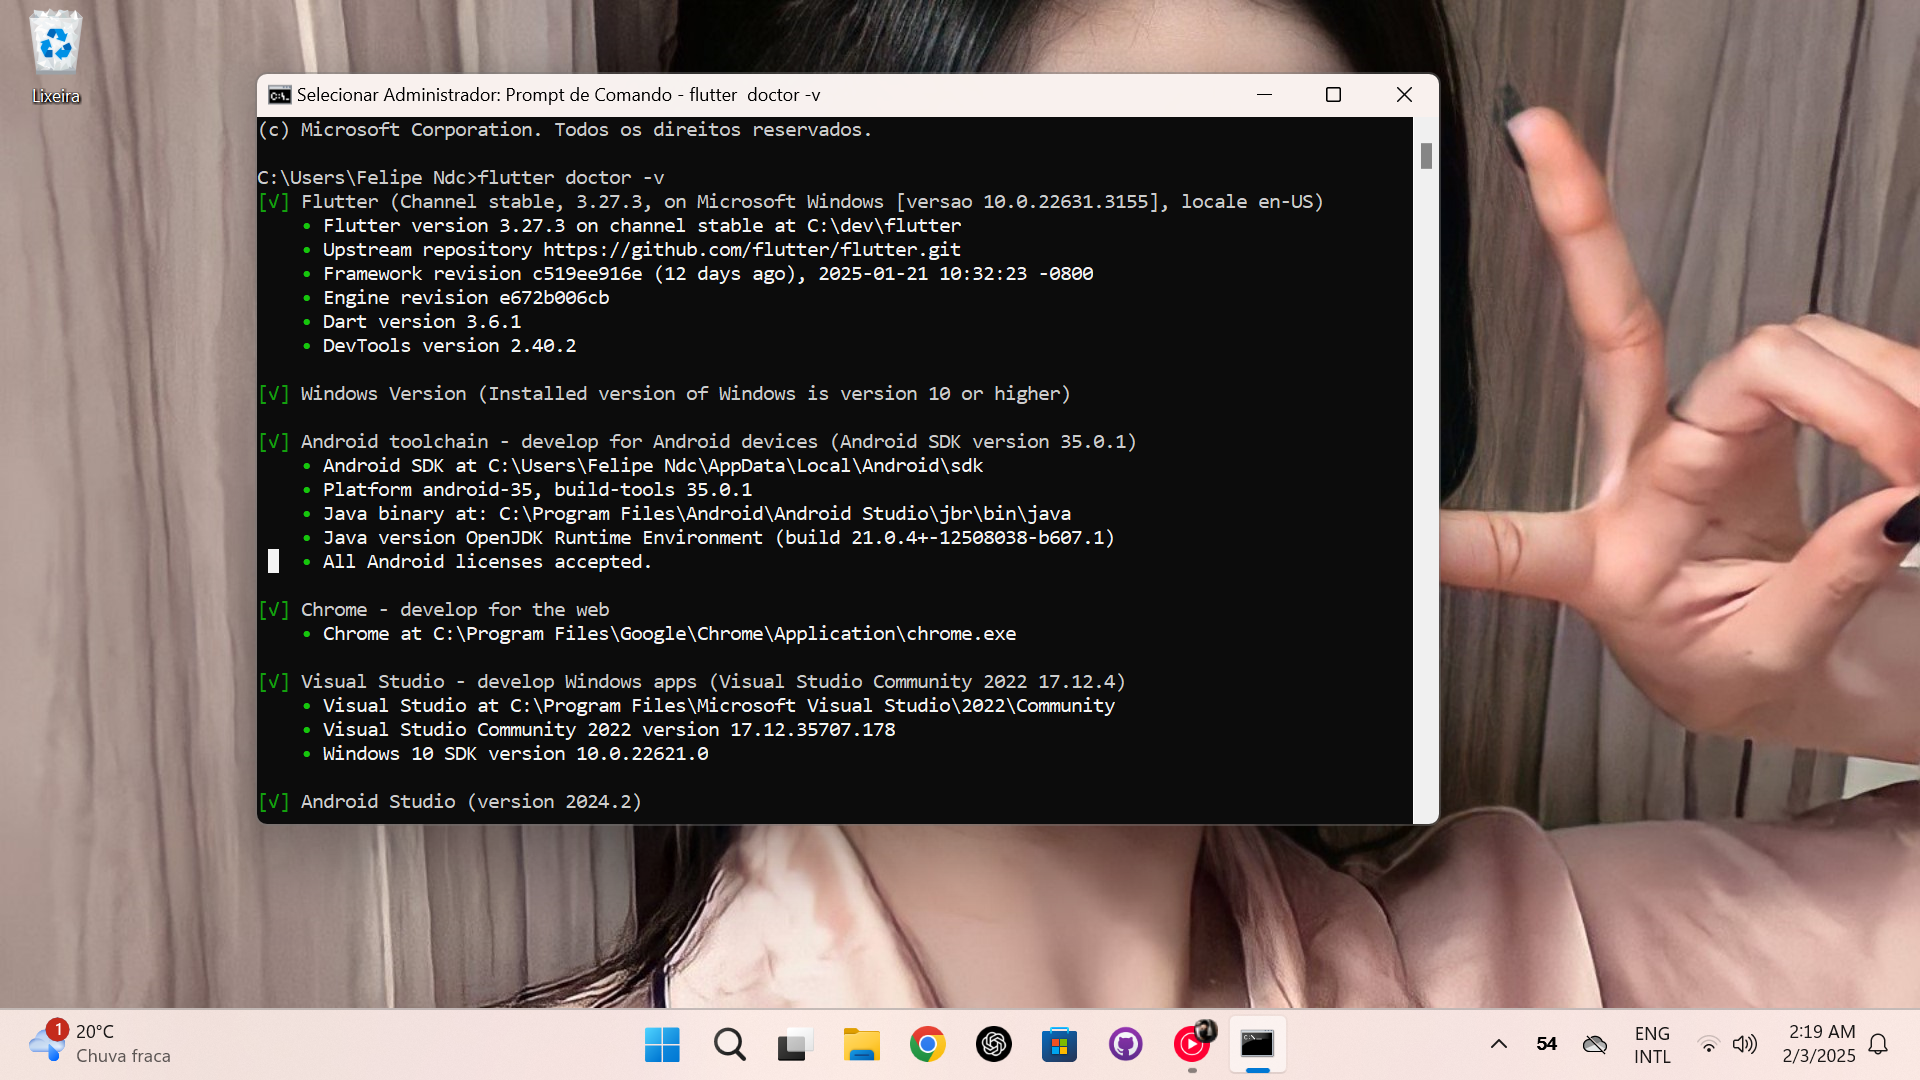 Lixeira
Selecionar Administrador: Prompt de Comando - flutter  doctor -v
(c) Microsoft Corporation. Todos os direitos reservados.
C:\Users\Felipe Ndc>flutter doctor -v
[√] Flutter (Channel stable, 3.27.3, on Microsoft Windows [versao 10.0.22631.3155], locale en-US)
• Flutter version 3.27.3 on channel stable at C:\dev\flutter
• Upstream repository https://github.com/flutter/flutter.git
• Framework revision c519ee916e (12 days ago), 2025-01-21 10:32:23 -0800
• Engine revision e672b006cb
• Dart version 3.6.1
• DevTools version 2.40.2
[√] Windows Version (Installed version of Windows is version 10 or higher)
[√] Android toolchain - develop for Android devices (Android SDK version 35.0.1)
• Android SDK at C:\Users\Felipe Ndc\AppData\Local\Android\sdk
• Platform android-35, build-tools 35.0.1
• Java binary at: C:\Program Files\Android\Android Studio\jbr\bin\java
• Java version OpenJDK Runtime Environment (build 21.0.4+-12508038-b607.1)
• All Android licenses accepted.
[√] Chrome - develop for the web
• Chrome at C:\Program Files\Google\Chrome\Application\chrome.exe
[√] Visual Studio - develop Windows apps (Visual Studio Community 2022 17.12.4)
• Visual Studio at C:\Program Files\Microsoft Visual Studio\2022\Community
• Visual Studio Community 2022 version 17.12.35707.178
• Windows 10 SDK version 10.0.22621.0
[√] Android Studio (version 2024.2)
1
20°C
Chuva fraca
54
ENG
INTL
2:19 AM
2/3/2025